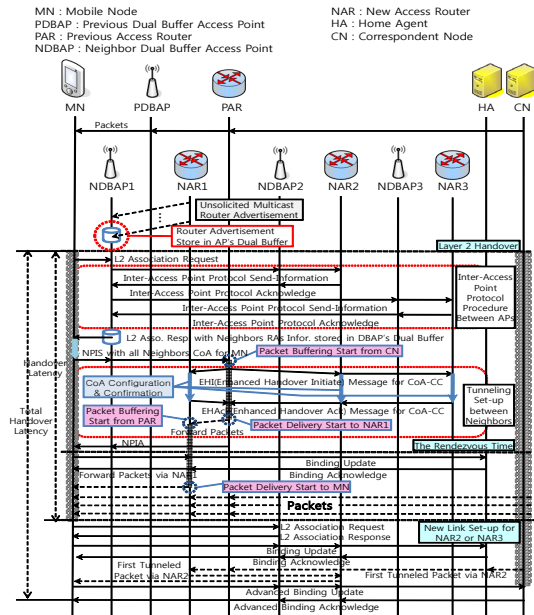 MN : Mobile Node
PDBAP : Previous Dual Buffer Access Point
PAR : Previous Access Router
NDBAP : Neighbor Dual Buffer Access Point
NAR : New Access Router
HA : Home Agent
CN : Correspondent Node
MN
PDBAP
PAR
HA
CN
Packets
NDBAP1
NAR1
NDBAP2
NAR2
NDBAP3
NAR3
Unsolicited Multicast
Router Advertisement
Router Advertisement
Store in AP's Dual Buffer
Layer 2 Handover
L2 Association Request
Inter-Access Point Protocol Send-Information
Inter-Access Point Protocol Acknowledge
Inter-Access Point Protocol Send-Information
Inter-Access Point Protocol Acknowledge
Inter-Access
Point
Protocol
Procedure
Between APs
L2 Asso. Resp. with Neighbors RAs Infor. stored in DBAP's Dual Buffer
NPIS with all Neighbors CoA for MN
Packet Buffering Start from CN
Handover
Latency
CoA Configuration
& Confirmation
EHI(Enhanced Handover Initiate) Message for CoA-CC
Tunneling
Set-up
between
Neighbors
Total
Handover
Latency
Packet Buffering
Start from PAR
EHAck(Enhanced Handover Ack) Message for CoA-CC
Packet Delivery Start to NAR1
Forward Packets
NPIA
The Rendezvous Time
Binding Update
Binding Acknowledge
Forward Packets via NAR1
Packet Delivery Start to MN
Packets
L2 Association Request
L2 Association Response
New Link Set-up for
NAR2 or NAR3
Binding Update
Binding Acknowledge
First Tunneled
Packet via NAR2
First Tunneled Packet via NAR2
Advanced Binding Update
Advanced Binding Acknowledge